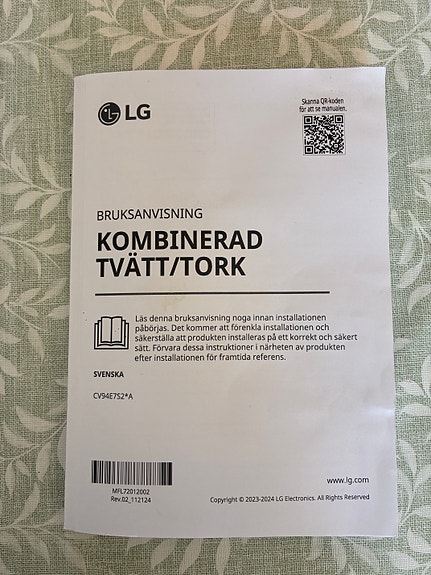 LG
Skanna QR-koden
för att se manualen.
BRUKSANVISNING
KOMBINERAD
TVÄTT/TORK
Läs denna bruksanvisning noga innan installationen
påbörjas. Det kommer att förenkla installationen och
säkerställa att produkten installeras på ett korrekt och säkert
sätt. Förvara dessa instruktioner i närheten av produkten
efter installationen för framtida referens.
SVENSKA
CV94E7S2*A
MFL72012002
Rev.02_112124
www.lg.com
Copyright © 2023-2024 LG Electronics. All Rights Reserved